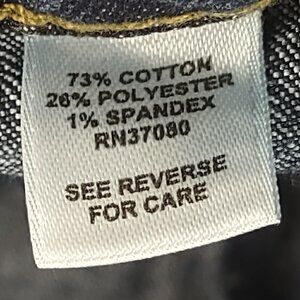 73% COTTON
26% POLYESTER
1% SPANDEX
RN37080
SEE REVERSE
FOR CARE